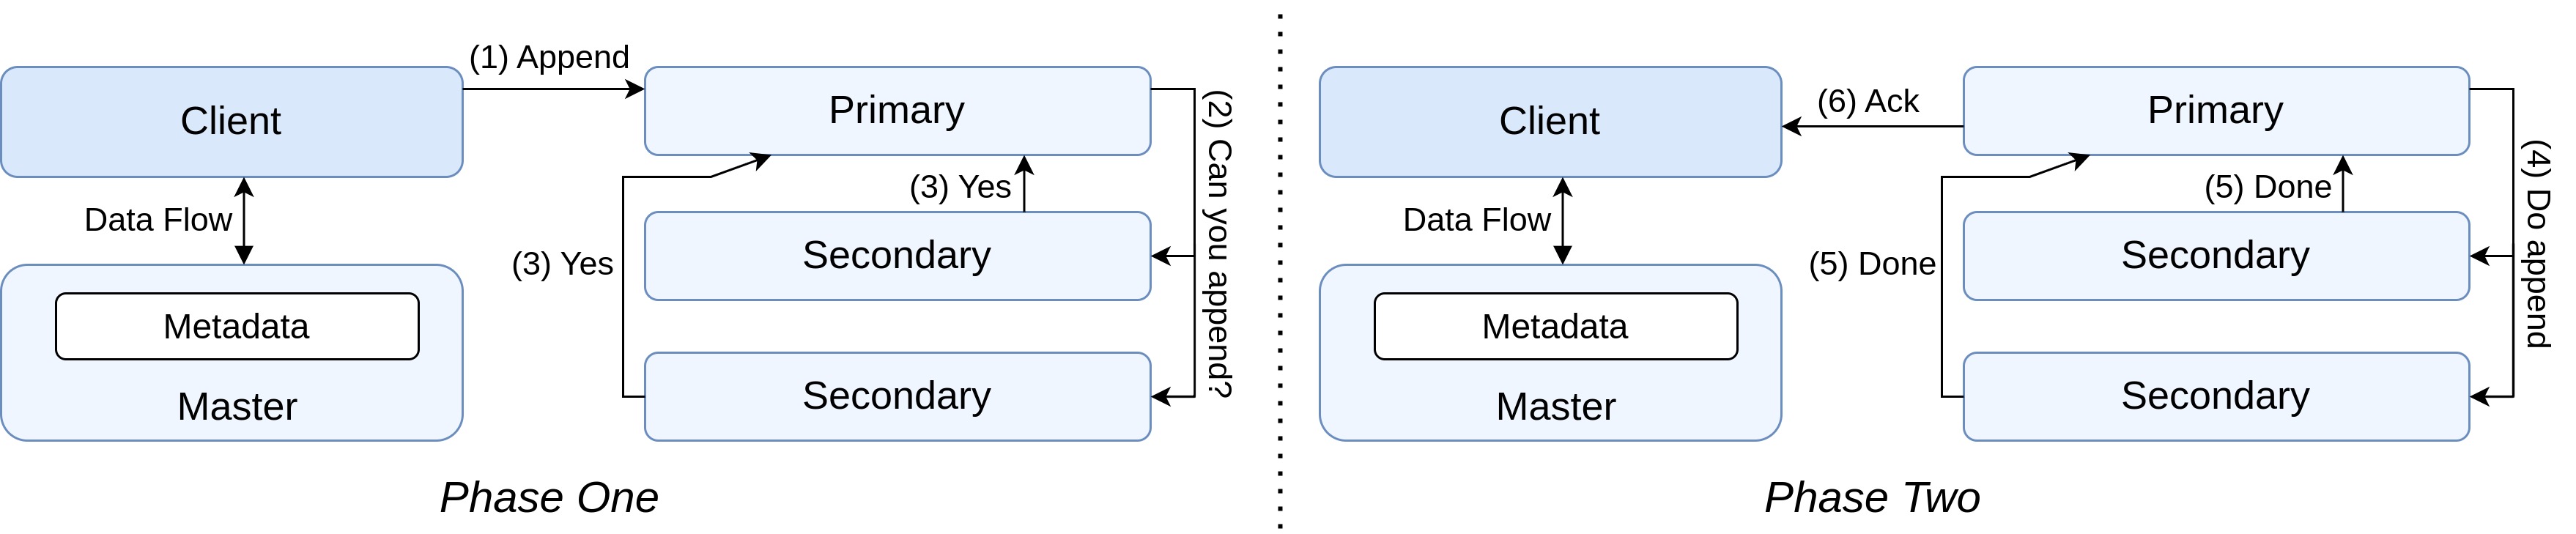 (1) Append
Client
Primary
(2) Can you append?
(3) Yes
Data Flow
Secondary
(3) Yes
Metadata
Secondary
Master
Phase One
Client
(6) Ack
Primary
(4) Do append
(5) Done
Data Flow
Secondary
(5) Done
Metadata
Secondary
Master
Phase Two